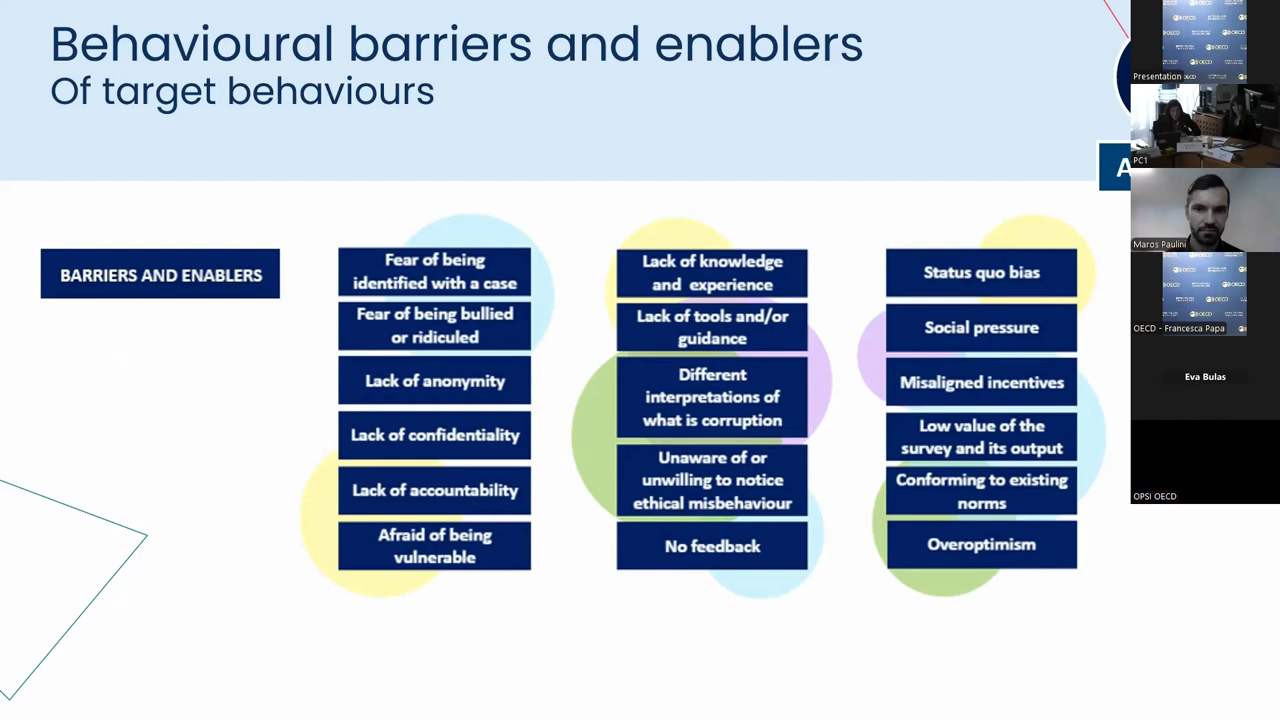 Behavioural barriers and enablers
Of target behaviours
A
BARRIERS AND ENABLERS
Fear of being
identified with a case
Fear of being bullied
or ridiculed
Lack of anonymity
Lack of confidentiality
Lack of accountability
Afraid of being
vulnerable
Lack of knowledge
and experience
Lack of tools and/or
guidance
Different
interpretations of
what is corruption
Unaware of or
unwilling to notice
ethical misbehaviour
No feedback
Status quo bias
Social pressure
Misaligned incentives
Low value of the
survey and its output
Conforming to existing
norms
Overoptimism
OECD
Presentation
PC1
Maros Paulini
OECD
OECD - Francesca Papa
Eva Bulas
OPSI OECD